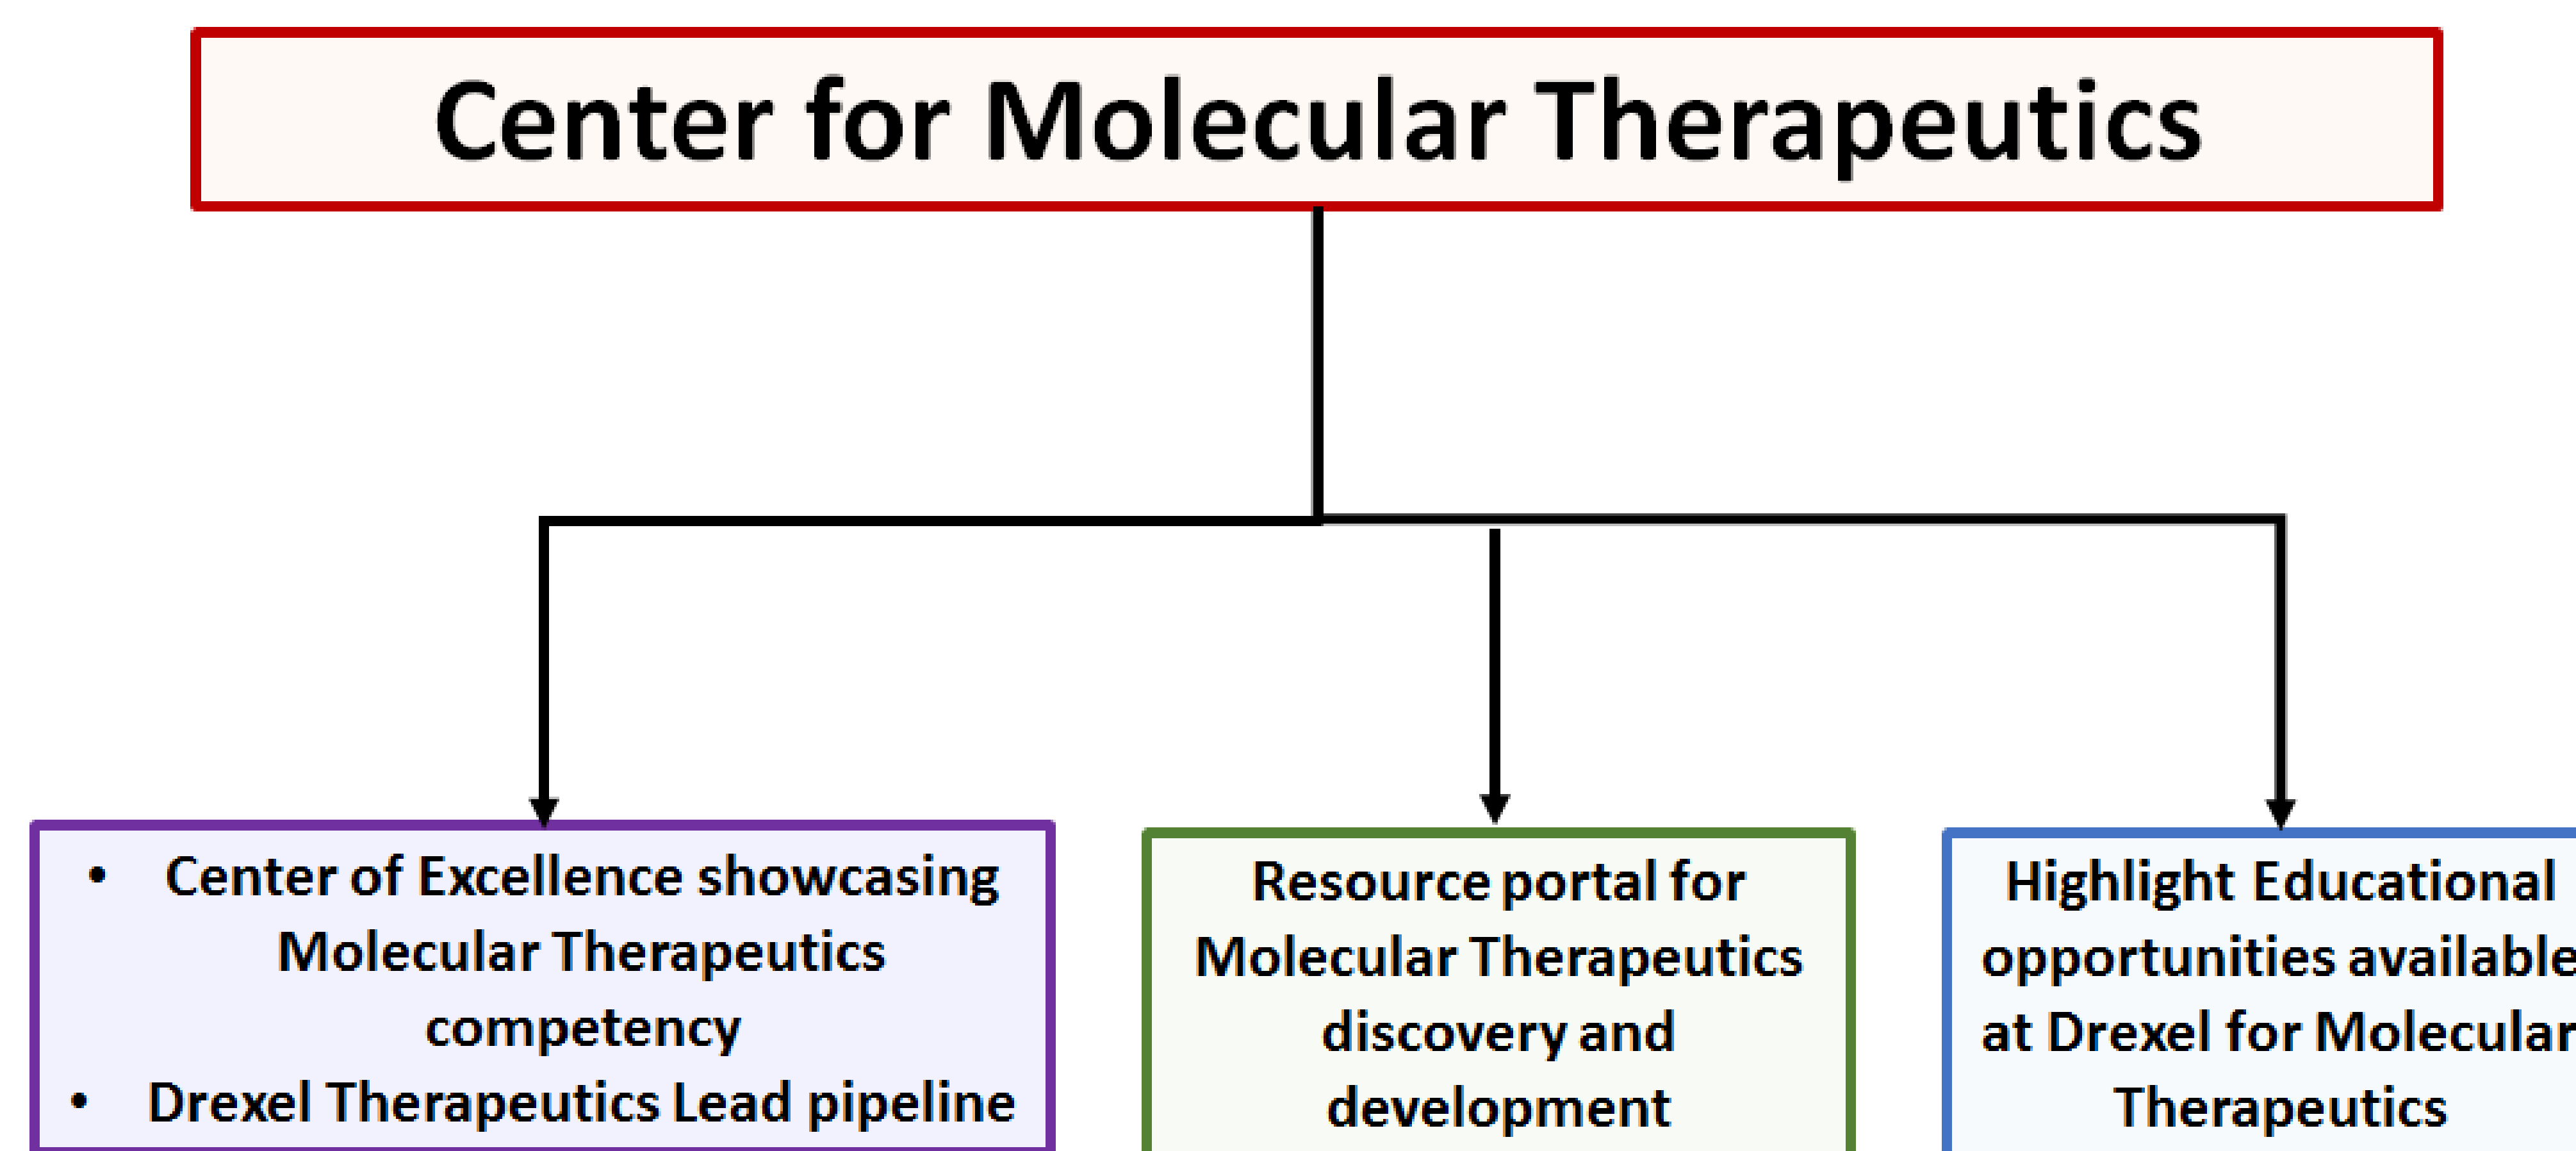 Center for Molecular Therapeutics
• Center of Excellence showcasing
Molecular Therapeutics
competency
• Drexel Therapeutics Lead pipeline
Resource portal for
Molecular Therapeutics
discovery and
development
Highlight Educational
opportunities available
at Drexel for Molecular
Therapeutics